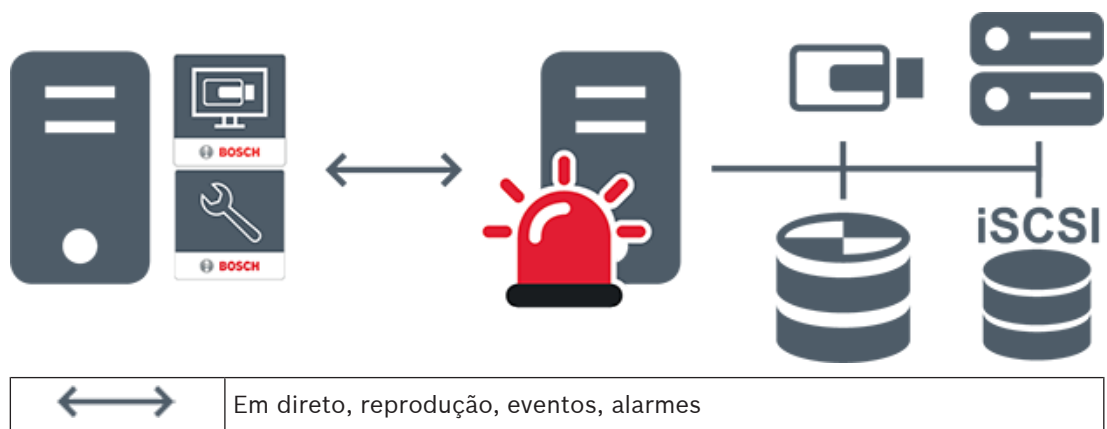 BOSCH
BOSCH
iSCSI
Em direto, reprodução, eventos, alarmes